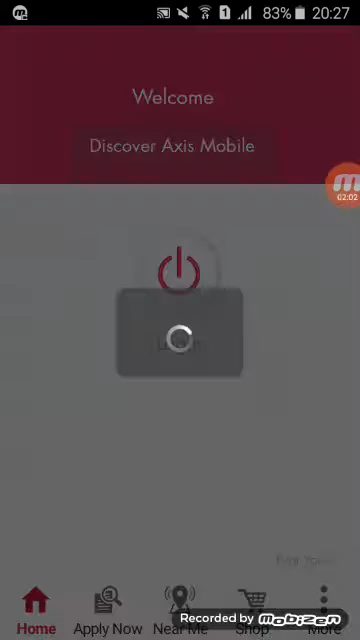 1 83% 20:27
Welcome
Discover Axis Mobile
02:02
Home Apply Now Near Me Shop More
Recorded by Mobizen